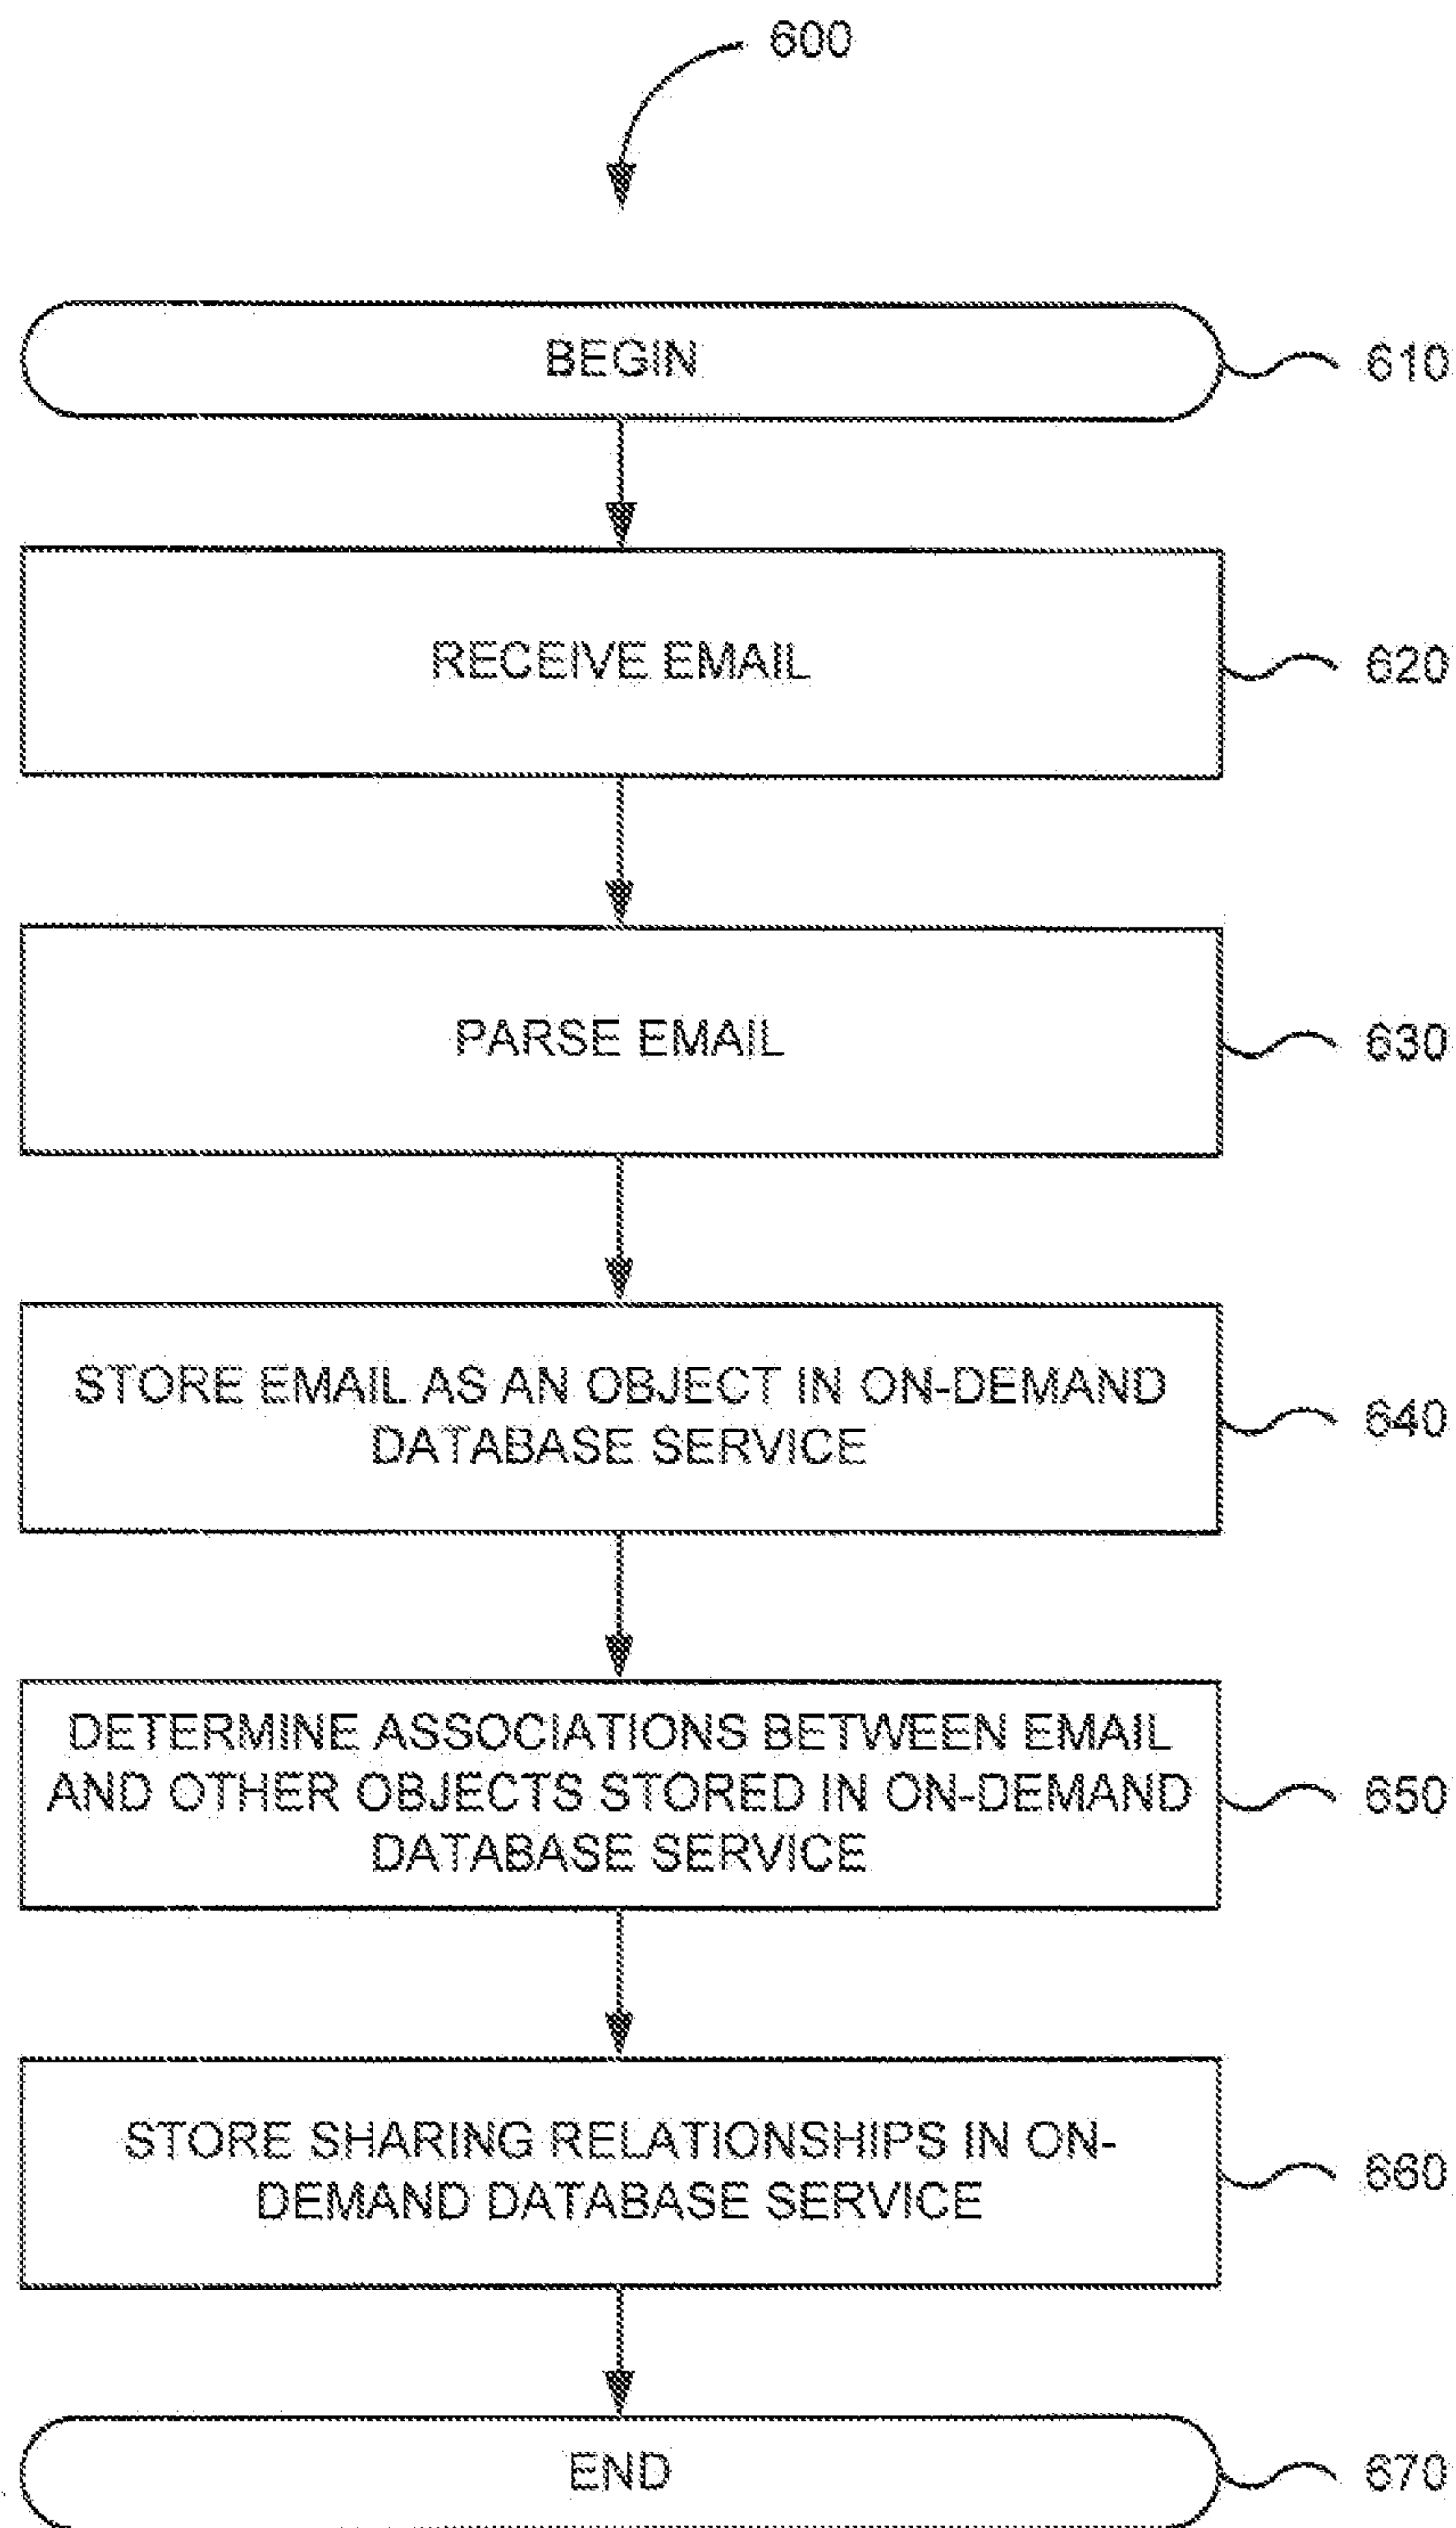 600
BEGIN
610
RECEIVE EMAIL
620
PARSE EMAIL
630
STORE EMAIL AS AN OBJECT IN ON-DEMAND
DATABASE SERVICE
640
DETERMINE ASSOCIATIONS BETWEEN EMAIL
AND OTHER OBJECTS STORED IN ON-DEMAND
DATABASE SERVICE
650
STORE SHARING RELATIONSHIPS IN ON-
DEMAND DATABASE SERVICE
660
END
670